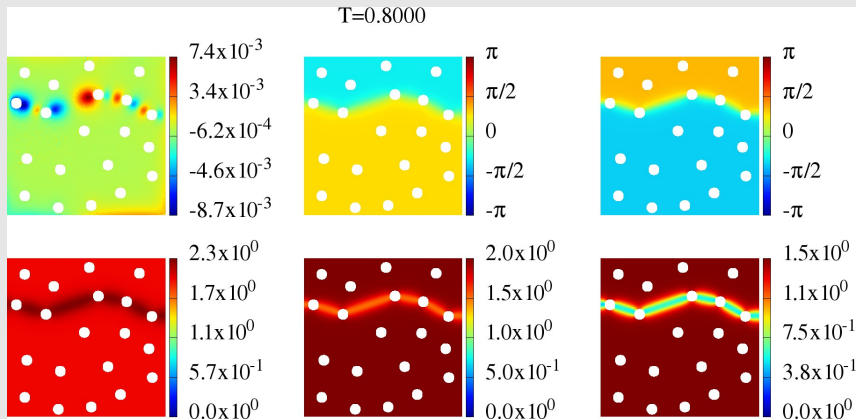 T=0.8000
7.4x10⁻³
3.4x10⁻³
-6.2x10⁻⁴
-4.6x10⁻³
-8.7x10⁻³
π
π/2
0
-π/2
-π
π
π/2
0
-π/2
-π
2.3x10⁰
1.7x10⁰
1.1x10⁰
5.7x10⁻¹
0.0x10⁰
2.0x10⁰
1.5x10⁰
1.0x10⁰
5.0x10⁻¹
0.0x10⁰
1.5x10⁰
1.1x10⁰
7.5x10⁻¹
3.8x10⁻¹
0.0x10⁰